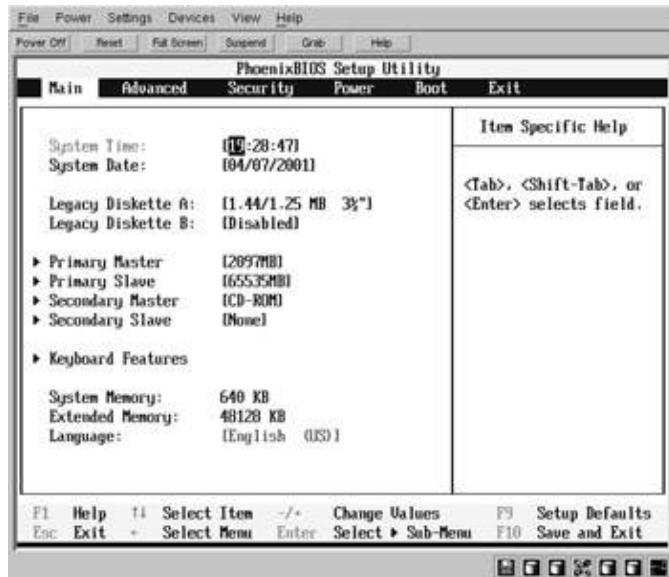 File Power Settings Devices View Help
Power Off Reset Full Screen Suspend Grab Help
PhoenixBIOS Setup Utility
Main Advanced Security Power Boot Exit
Item Specific Help
System Time: [19:28:47]
System Date: [04/07/2001]
<Tab>, <Shift-Tab>, or
<Enter> selects field.
Legacy Diskette A: [1.44/1.25 MB 3½"]
Legacy Diskette B: [Disabled]
▶ Primary Master [2097MB]
▶ Primary Slave [65535MB]
▶ Secondary Master [CD-ROM]
▶ Secondary Slave [None]
▶ Keyboard Features
System Memory: 640 KB
Extended Memory: 48128 KB
Language: [English (US)]
F1 Help ↑↓ Select Item -/+ Change Values F9 Setup Defaults
Esc Exit ↔ Select Menu Enter Select ▶ Sub-Menu F10 Save and Exit